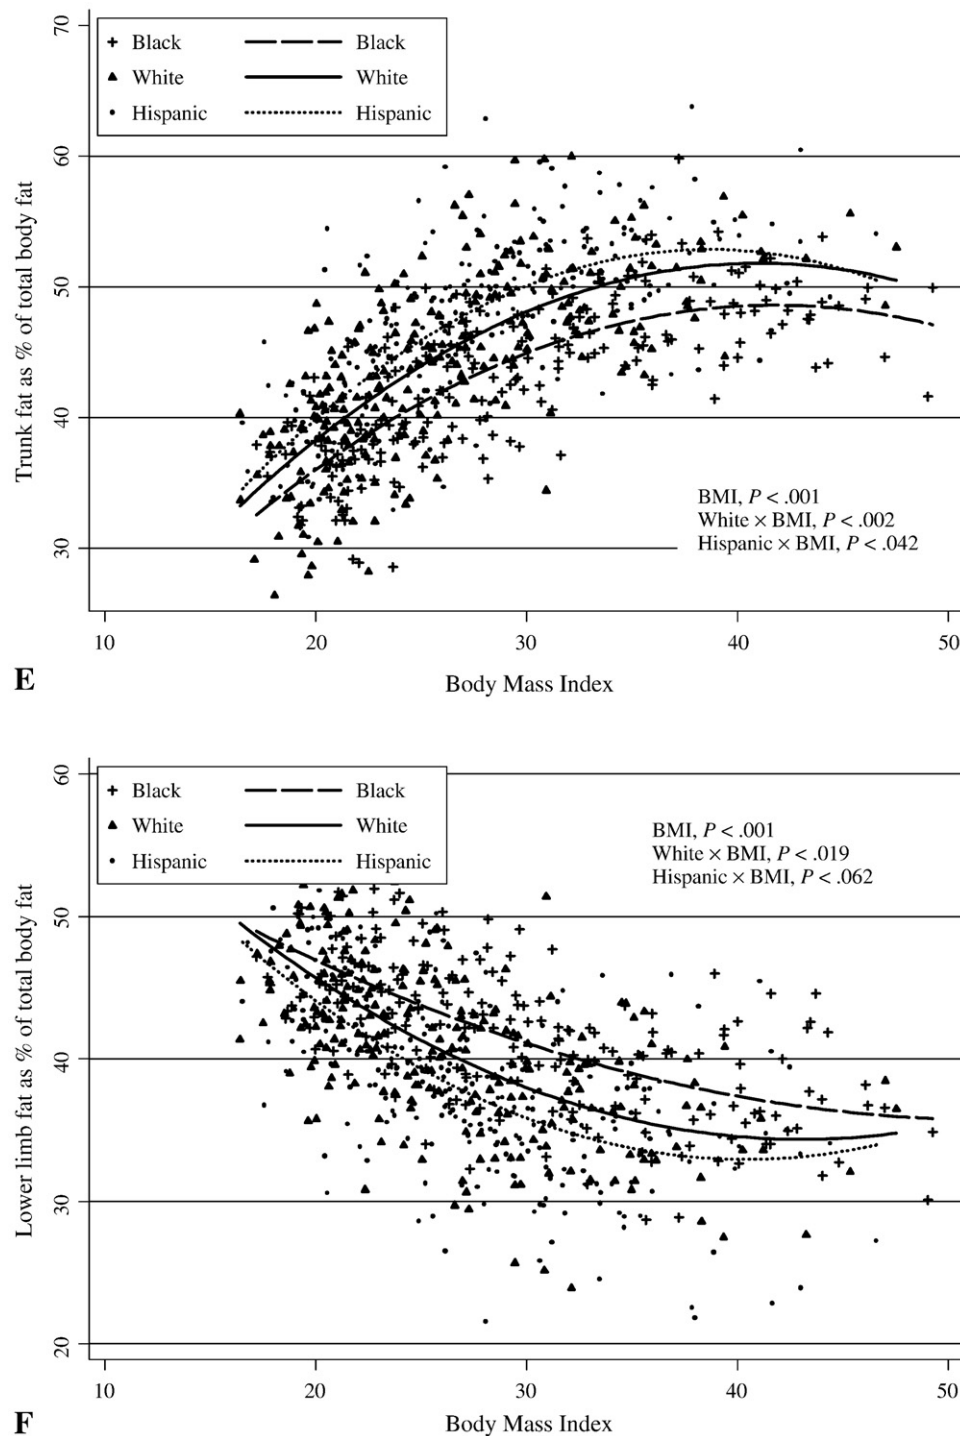 70
60
50
40
30
Trunk fat as % of total body fat
+ Black Black
▲ White White
• Hispanic Hispanic
BMI, P < .001
White × BMI, P < .002
Hispanic × BMI, P < .042
10 20 30 40 50
Body Mass Index
E
60
50
40
30
20
Lower limb fat as % of total body fat
+ Black Black
▲ White White
• Hispanic Hispanic
BMI, P < .001
White × BMI, P < .019
Hispanic × BMI, P < .062
10 20 30 40 50
Body Mass Index
F